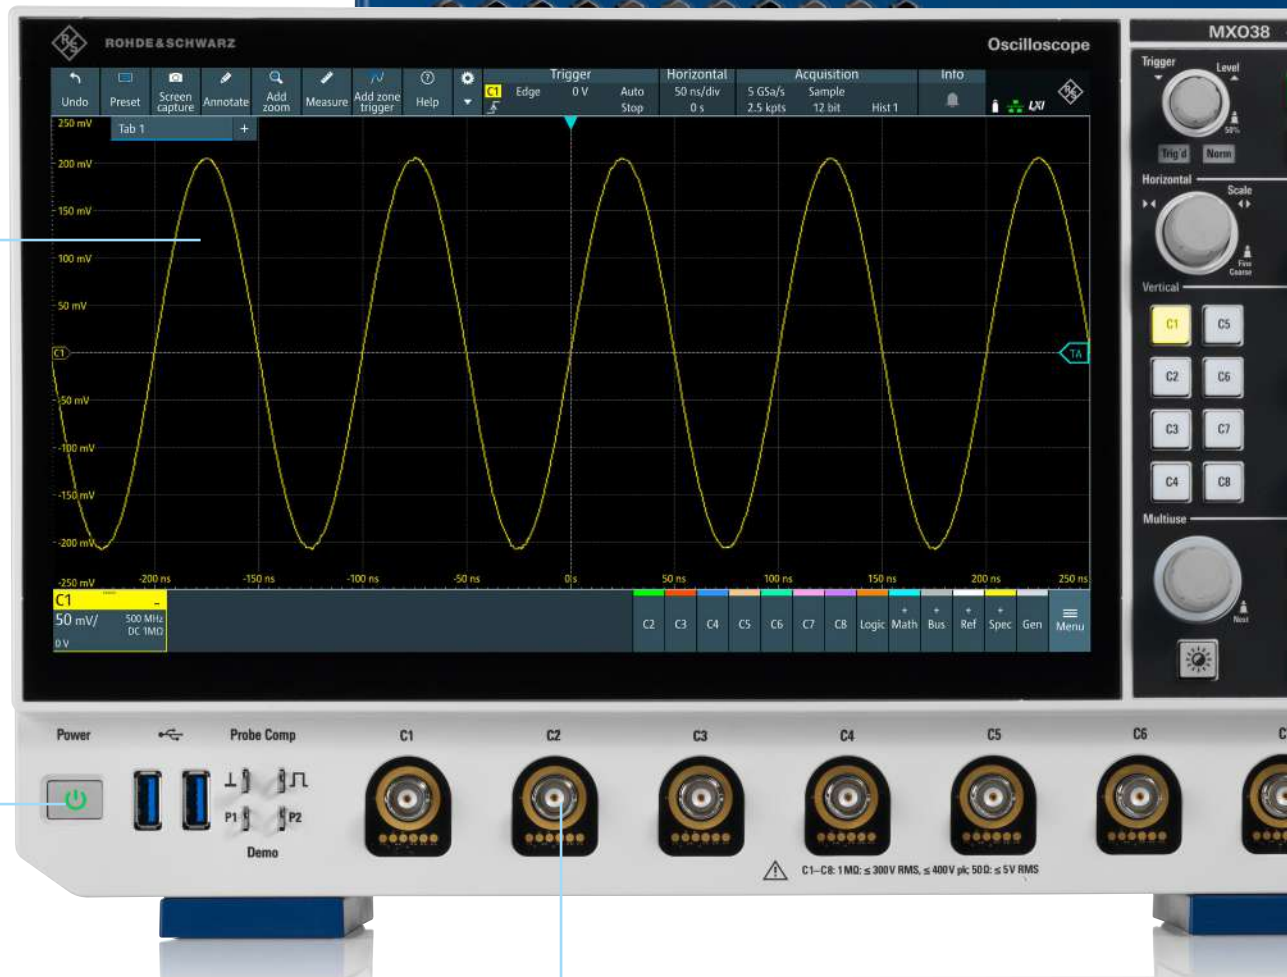 R&S
ROHDE&SCHWARZ
Oscilloscope
MXO38
Undo
Preset
Screen
capture
Annotate
Add
zoom
Measure
Add zone
trigger
Help
Trigger
C1 Edge 0 V Auto
Stop
Horizontal
50 ns/div
0 s
Acquisition
5 GSa/s Sample
2.5 kpts 12 bit Hist 1
Info
LXI
R&S
Tab 1 +
250 mV
200 mV
150 mV
100 mV
50 mV
C1
TA
-50 mV
-100 mV
-150 mV
-200 mV
-250 mV
-200 ns -150 ns -100 ns -50 ns 0 s 50 ns 100 ns 150 ns 200 ns 250 ns
C1
50 mV/ 500 MHz
DC 1MΩ
0 V
C2 C3 C4 C5 C6 C7 C8 Logic
+ Math
+ Bus
+ Ref
+ Spec
Gen
Menu
Trigger
Level
50%
Trig'd Norm
Horizontal
Scale
Fine
Coarse
Vertical
C1 C5
C2 C6
C3 C7
C4 C8
Multiuse
Next
Power
Probe Comp
P1 P2
Demo
C1 C2 C3 C4 C5 C6
C1–C8: 1 MΩ: ≤ 300 V RMS, ≤ 400 V pk; 50 Ω: ≤ 5 V RMS